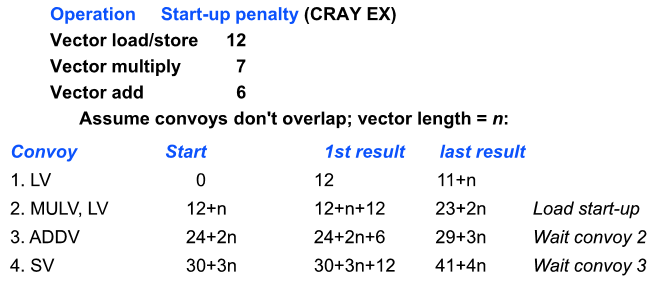 Operation Start-up penalty (CRAY EX)
Vector load/store 12
Vector multiply 7
Vector add 6
Assume convoys don't overlap; vector length = n:
Convoy Start 1st result last result
1. LV 0 12 11+n
2. MULV, LV 12+n 12+n+12 23+2n Load start-up
3. ADDV 24+2n 24+2n+6 29+3n Wait convoy 2
4. SV 30+3n 30+3n+12 41+4n Wait convoy 3